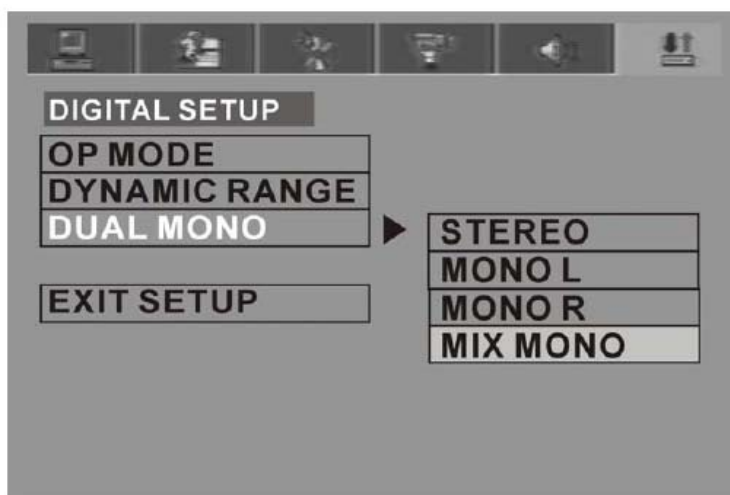 DIGITAL SETUP
OP MODE
DYNAMIC RANGE
DUAL MONO
EXIT SETUP
STEREO
MONO L
MONO R
MIX MONO